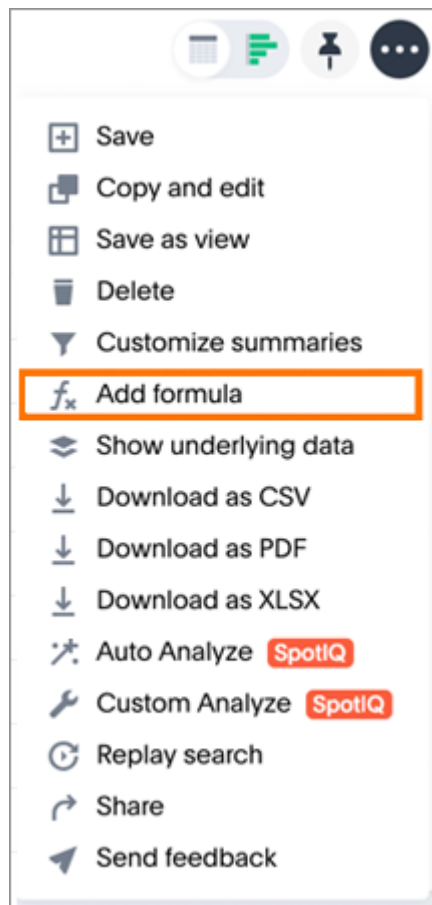 Save
Copy and edit
Save as view
Delete
Customize summaries
fx Add formula
Show underlying data
Download as CSV
Download as PDF
Download as XLSX
Auto Analyze SpotIQ
Custom Analyze SpotIQ
Replay search
Share
Send feedback